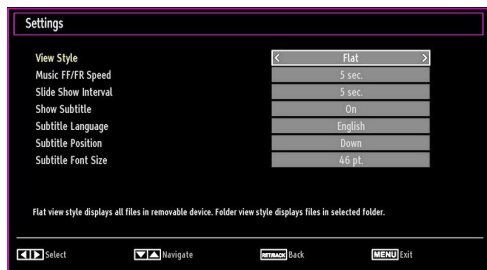 Settings
View Style < Flat >
Music FF/FR Speed 5 sec.
Slide Show Interval 5 sec.
Show Subtitle On
Subtitle Language English
Subtitle Position Down
Subtitle Font Size 46 pt.
Flat view style displays all files in removable device. Folder view style displays files in selected folder.
Select Navigate RET/BACK Back MENU Exit